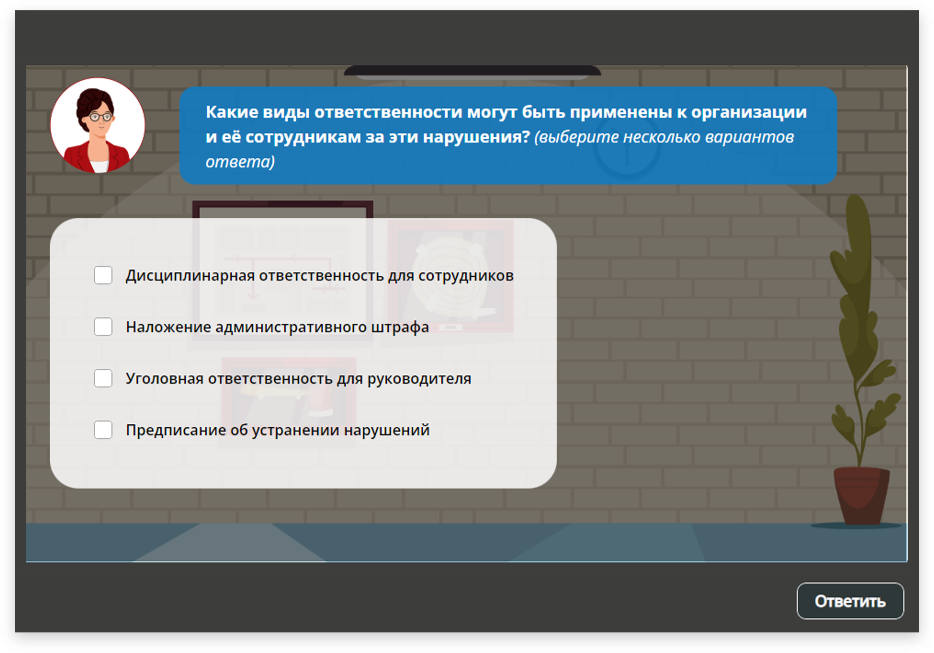 Какие виды ответственности могут быть применены к организации
и её сотрудникам за эти нарушения? (выберите несколько вариантов
ответа)
Дисциплинарная ответственность для сотрудников
Наложение административного штрафа
Уголовная ответственность для руководителя
Предписание об устранении нарушений
Ответить